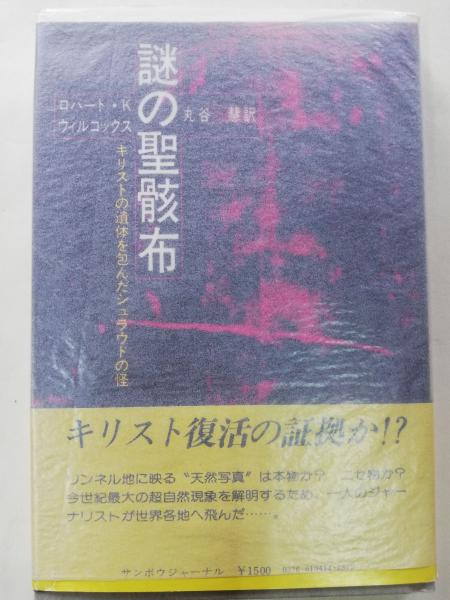 謎の聖骸布
ロバート・K
ウィルコックス
丸谷 慧訳
キリストの遺体を包んだシュラウドの怪
キリスト復活の証拠か!?
リンネル地に映る“天然写真”は本物か? ニセ物か?
今世紀最大の超自然現象を解明するため、一人のジャー
ナリストが世界各地へ飛んだ……。
サンポウジャーナル ¥1500